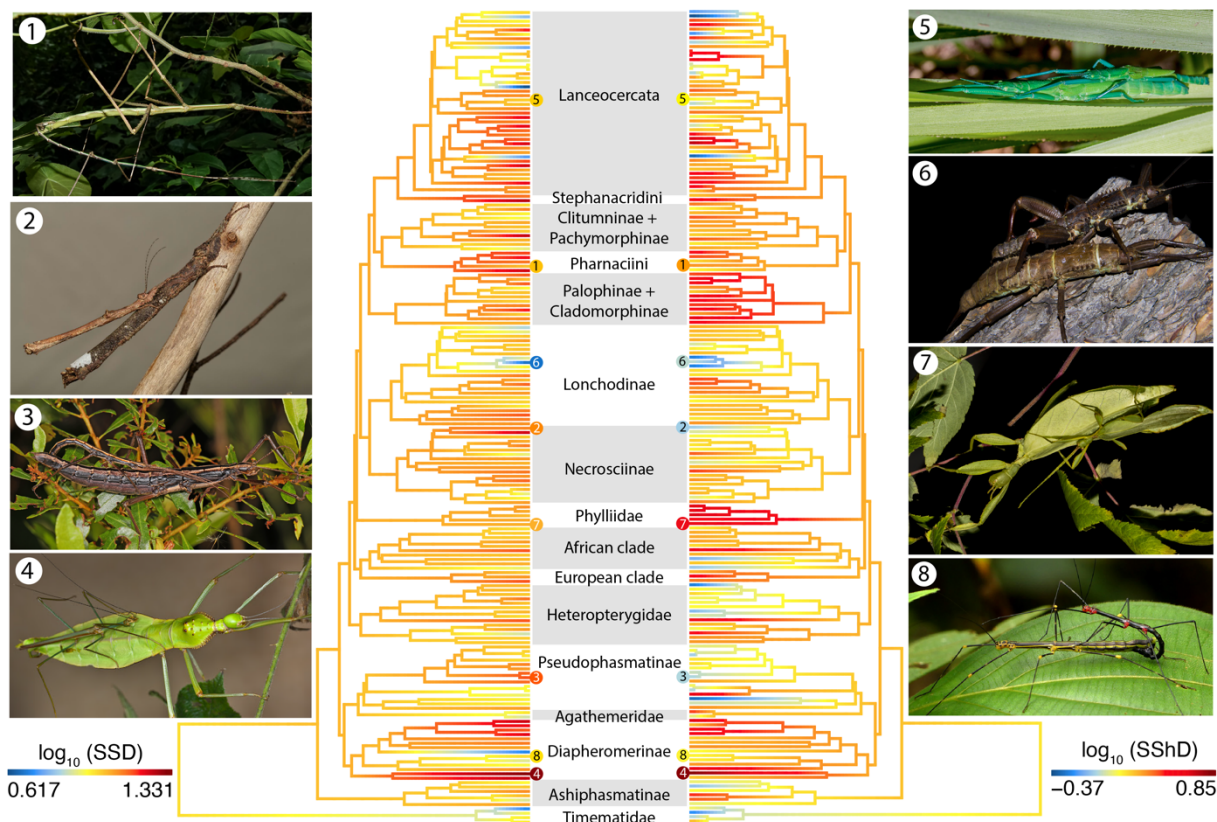 1
2
3
4
log₁₀ (SSD)
0.617
1.331
Lanceocercata
5
5
Stephanacridini
Clitumninae +
Pachymorphinae
1
Pharnaciini
1
Palophinae +
Cladomorphinae
6
6
Lonchodinae
2
2
Necrosciinae
Phylliidae
7
7
African clade
European clade
Heteropterygidae
Pseudophasmatinae
3
3
Agathemeridae
Diapheromerinae
8
8
4
4
Ashiphasmatinae
Timematidae
5
6
7
8
log₁₀ (SShD)
−0.37
0.85